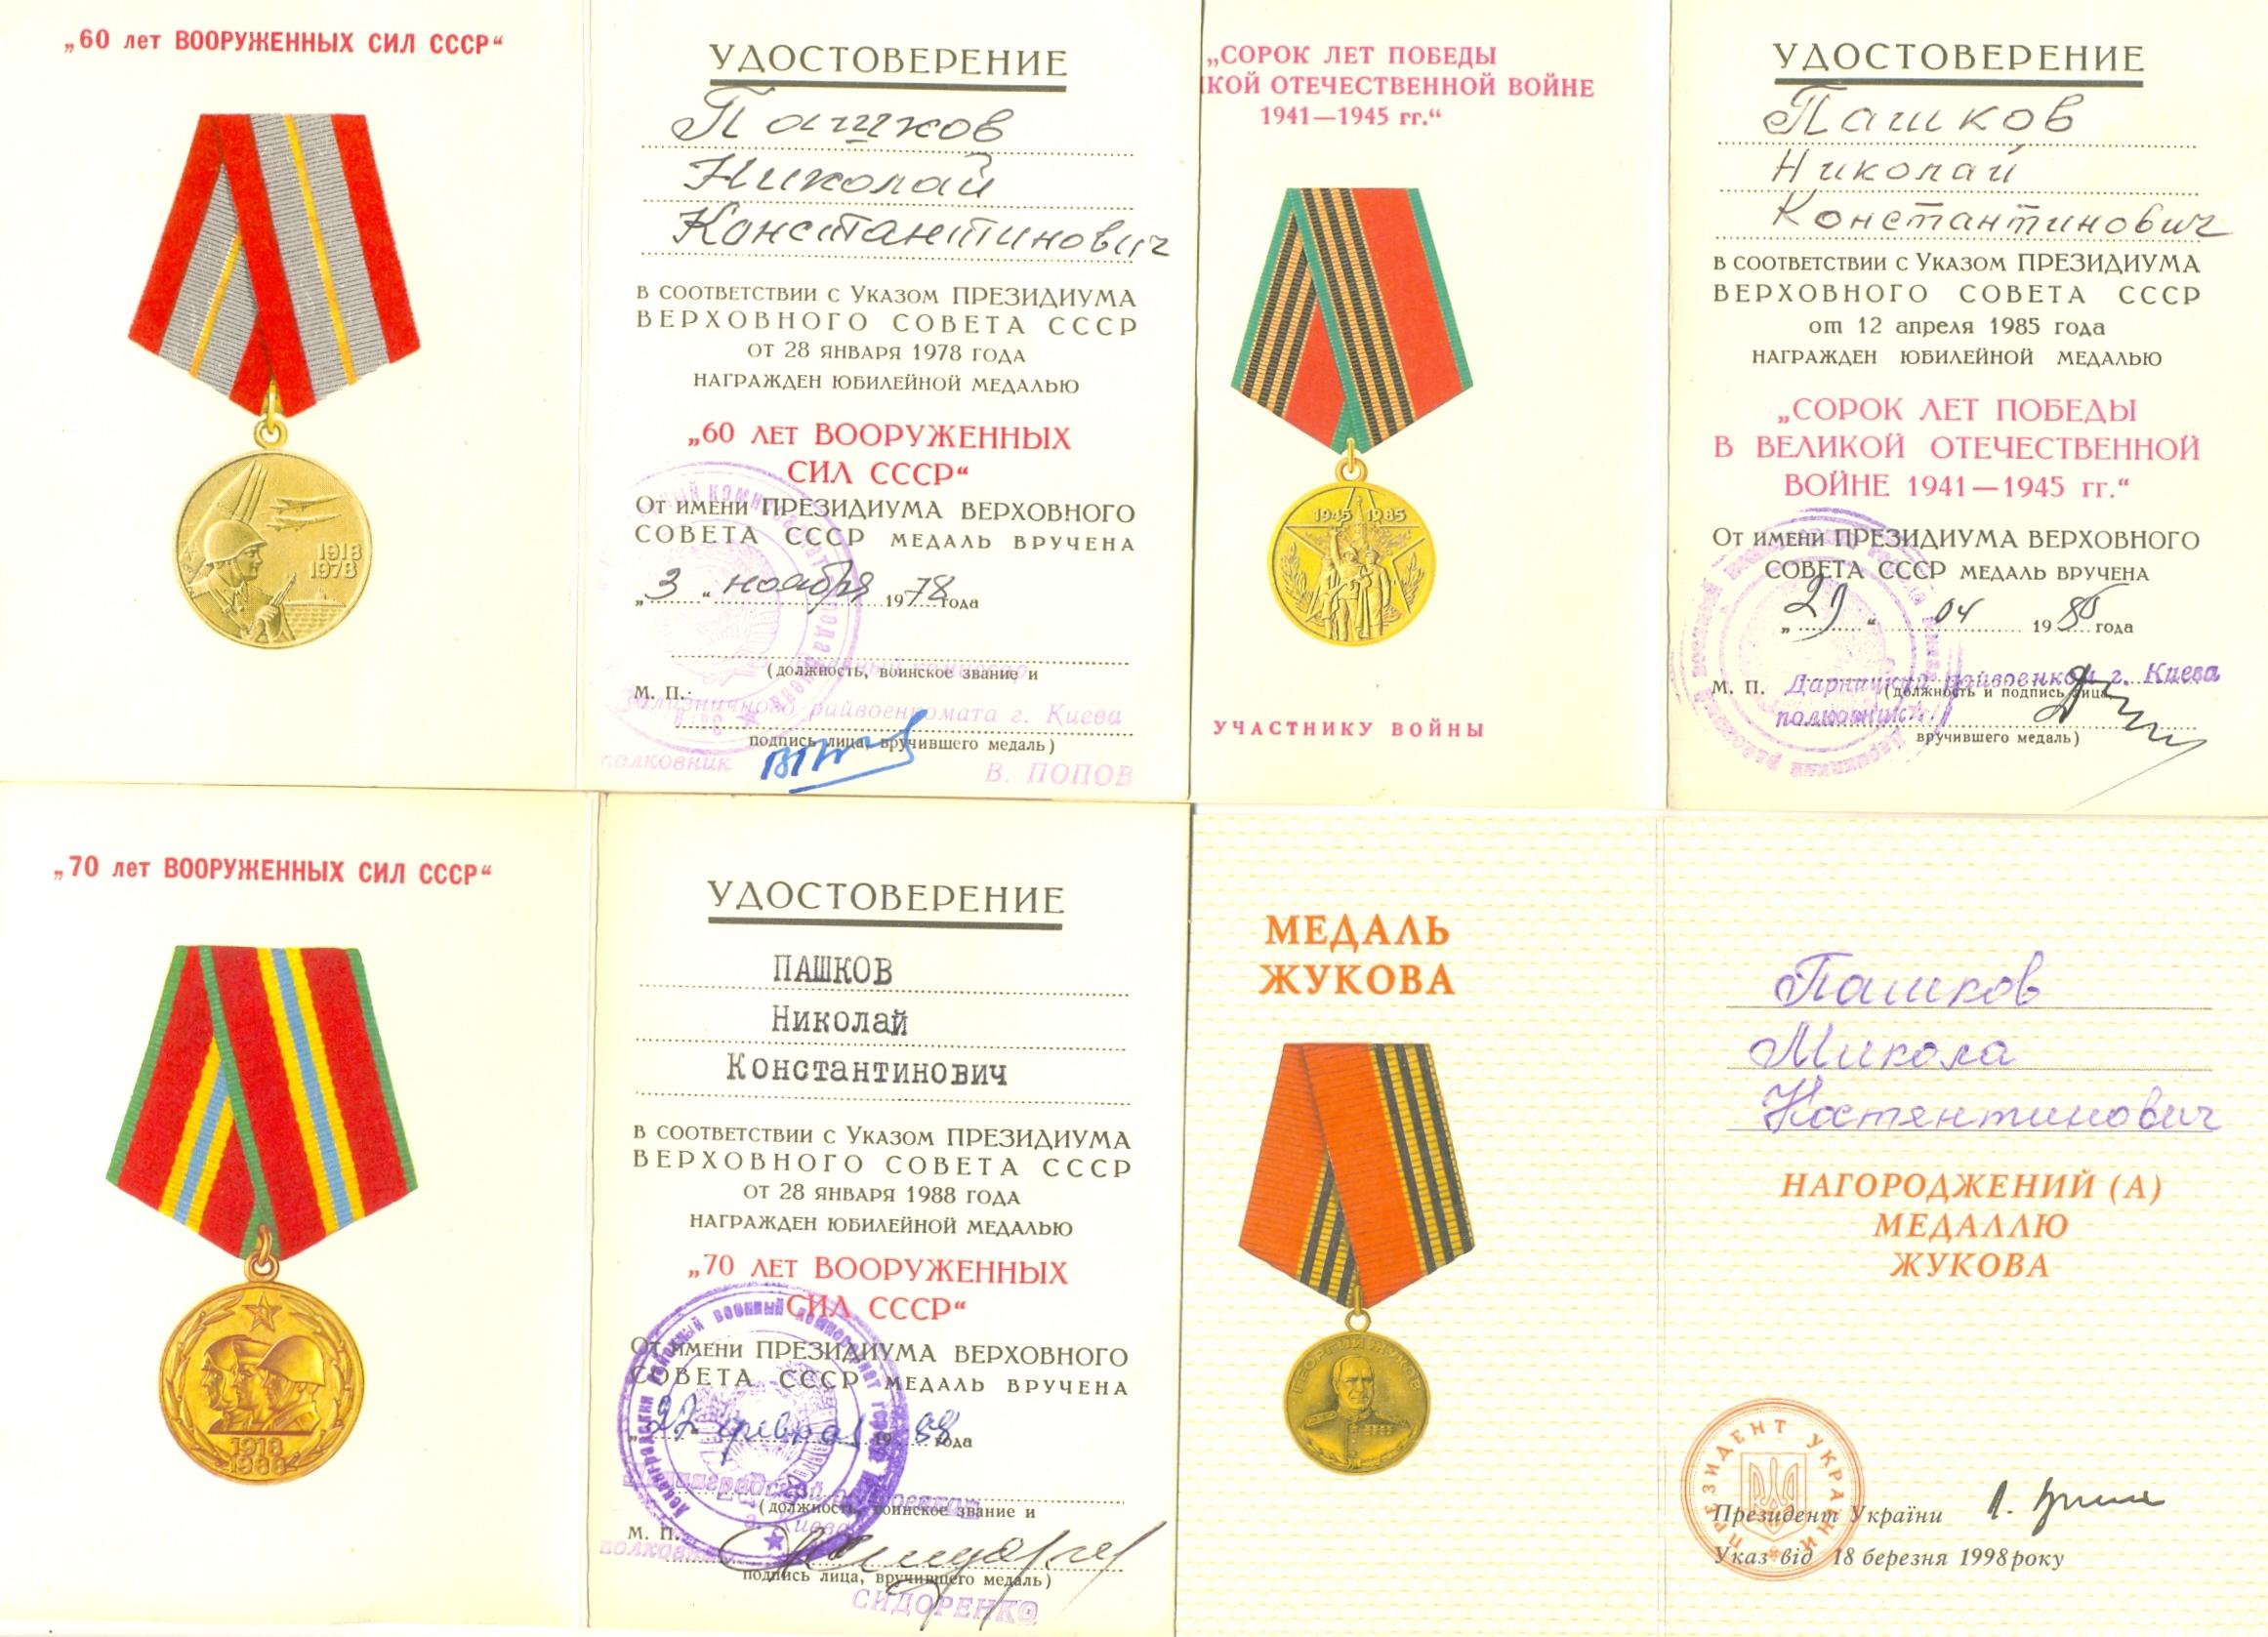 „60 лет ВООРУЖЕННЫХ СИЛ СССР“
1918
1978
УДОСТОВЕРЕНИЕ
Пашков
Николай
Константинович
в соответствии с Указом ПРЕЗИДИУМА
ВЕРХОВНОГО СОВЕТА СССР
от 28 января 1978 года
награжден юбилейной медалью
„60 лет ВООРУЖЕННЫХ
СИЛ СССР“
От имени ПРЕЗИДИУМА ВЕРХОВНОГО
СОВЕТА СССР медаль вручена
„3“ ноября 1978 года
(должность, воинское звание и
М. П.
райвоенкомата г. Киева
подпись лица, вручившего медаль)
полковник В. ПОПОВ
„СОРОК ЛЕТ ПОБЕДЫ
КОЙ ОТЕЧЕСТВЕННОЙ ВОЙНЕ
1941—1945 гг.“
1945 1985
УЧАСТНИКУ ВОЙНЫ
УДОСТОВЕРЕНИЕ
Пашков
Николай
Константинович
в соответствии с Указом ПРЕЗИДИУМА
ВЕРХОВНОГО СОВЕТА СССР
от 12 апреля 1985 года
награжден юбилейной медалью
„СОРОК ЛЕТ ПОБЕДЫ
В ВЕЛИКОЙ ОТЕЧЕСТВЕННОЙ
ВОЙНЕ 1941—1945 гг.“
От имени ПРЕЗИДИУМА ВЕРХОВНОГО
СОВЕТА СССР медаль вручена
„29“ 04 1985 года
М. П. Дарницкий райвоенком г. Киева
(должность и подпись лица,
полковник
вручившего медаль)
„70 лет ВООРУЖЕННЫХ СИЛ СССР“
1918
1988
УДОСТОВЕРЕНИЕ
ПАШКОВ
Николай
Константинович
в соответствии с Указом ПРЕЗИДИУМА
ВЕРХОВНОГО СОВЕТА СССР
от 28 января 1988 года
награжден юбилейной медалью
„70 лет ВООРУЖЕННЫХ
СИЛ СССР“
От имени ПРЕЗИДИУМА ВЕРХОВНОГО
СОВЕТА СССР медаль вручена
„22“ февраля 1988 года
(должность, воинское звание и
г. Киева
М. П.
полковник
подпись лица, вручившего медаль)
СИДОРЕНКО
МЕДАЛЬ
ЖУКОВА
ГЕОРГИЙ ЖУКОВ
Пашков
Микола
Костянтинович
НАГОРОДЖЕНИЙ (А)
МЕДАЛЛЮ
ЖУКОВА
ПРЕЗИДЕНТ УКРАЇНИ
Президент України
Указ від 18 березня 1998 року